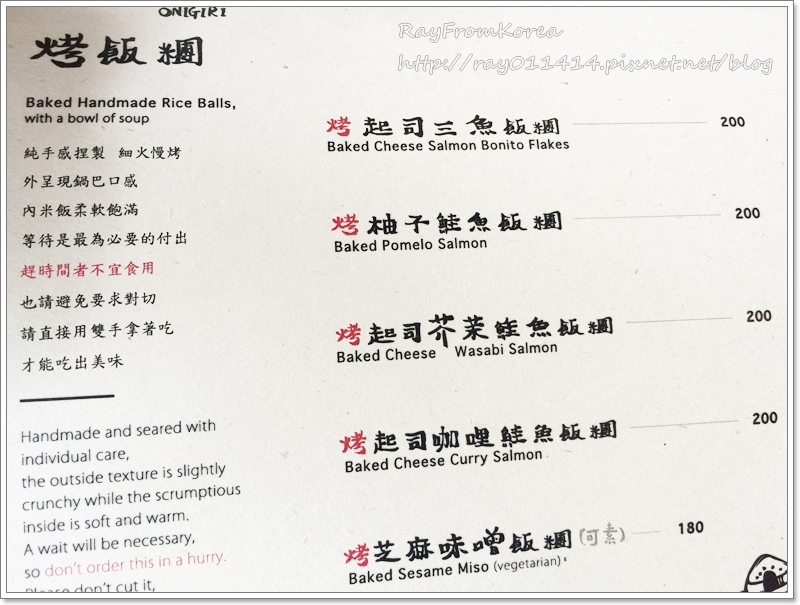 ONIGIRI
烤飯糰
Baked Handmade Rice Balls,
with a bowl of soup
純手感捏製 細火慢烤
外呈現鍋巴口感
內米飯柔軟飽滿
等待是最為必要的付出
趕時間者不宜食用
也請避免要求對切
請直接用雙手拿著吃
才能吃出美味
Handmade and seared with
individual care,
the outside texture is slightly
crunchy while the scrumptious
inside is soft and warm.
A wait will be necessary,
so don't order this in a hurry.
Please don't cut it,
RayFromKorea
http://ray011414.pixnet.net/blog
烤起司三魚飯糰 200
Baked Cheese Salmon Bonito Flakes
烤柚子鮭魚飯糰 200
Baked Pomelo Salmon
烤起司芥茉鮭魚飯糰 200
Baked Cheese Wasabi Salmon
烤起司咖哩鮭魚飯糰 200
Baked Cheese Curry Salmon
烤芝麻味噌飯糰(可素) 180
Baked Sesame Miso (vegetarian)